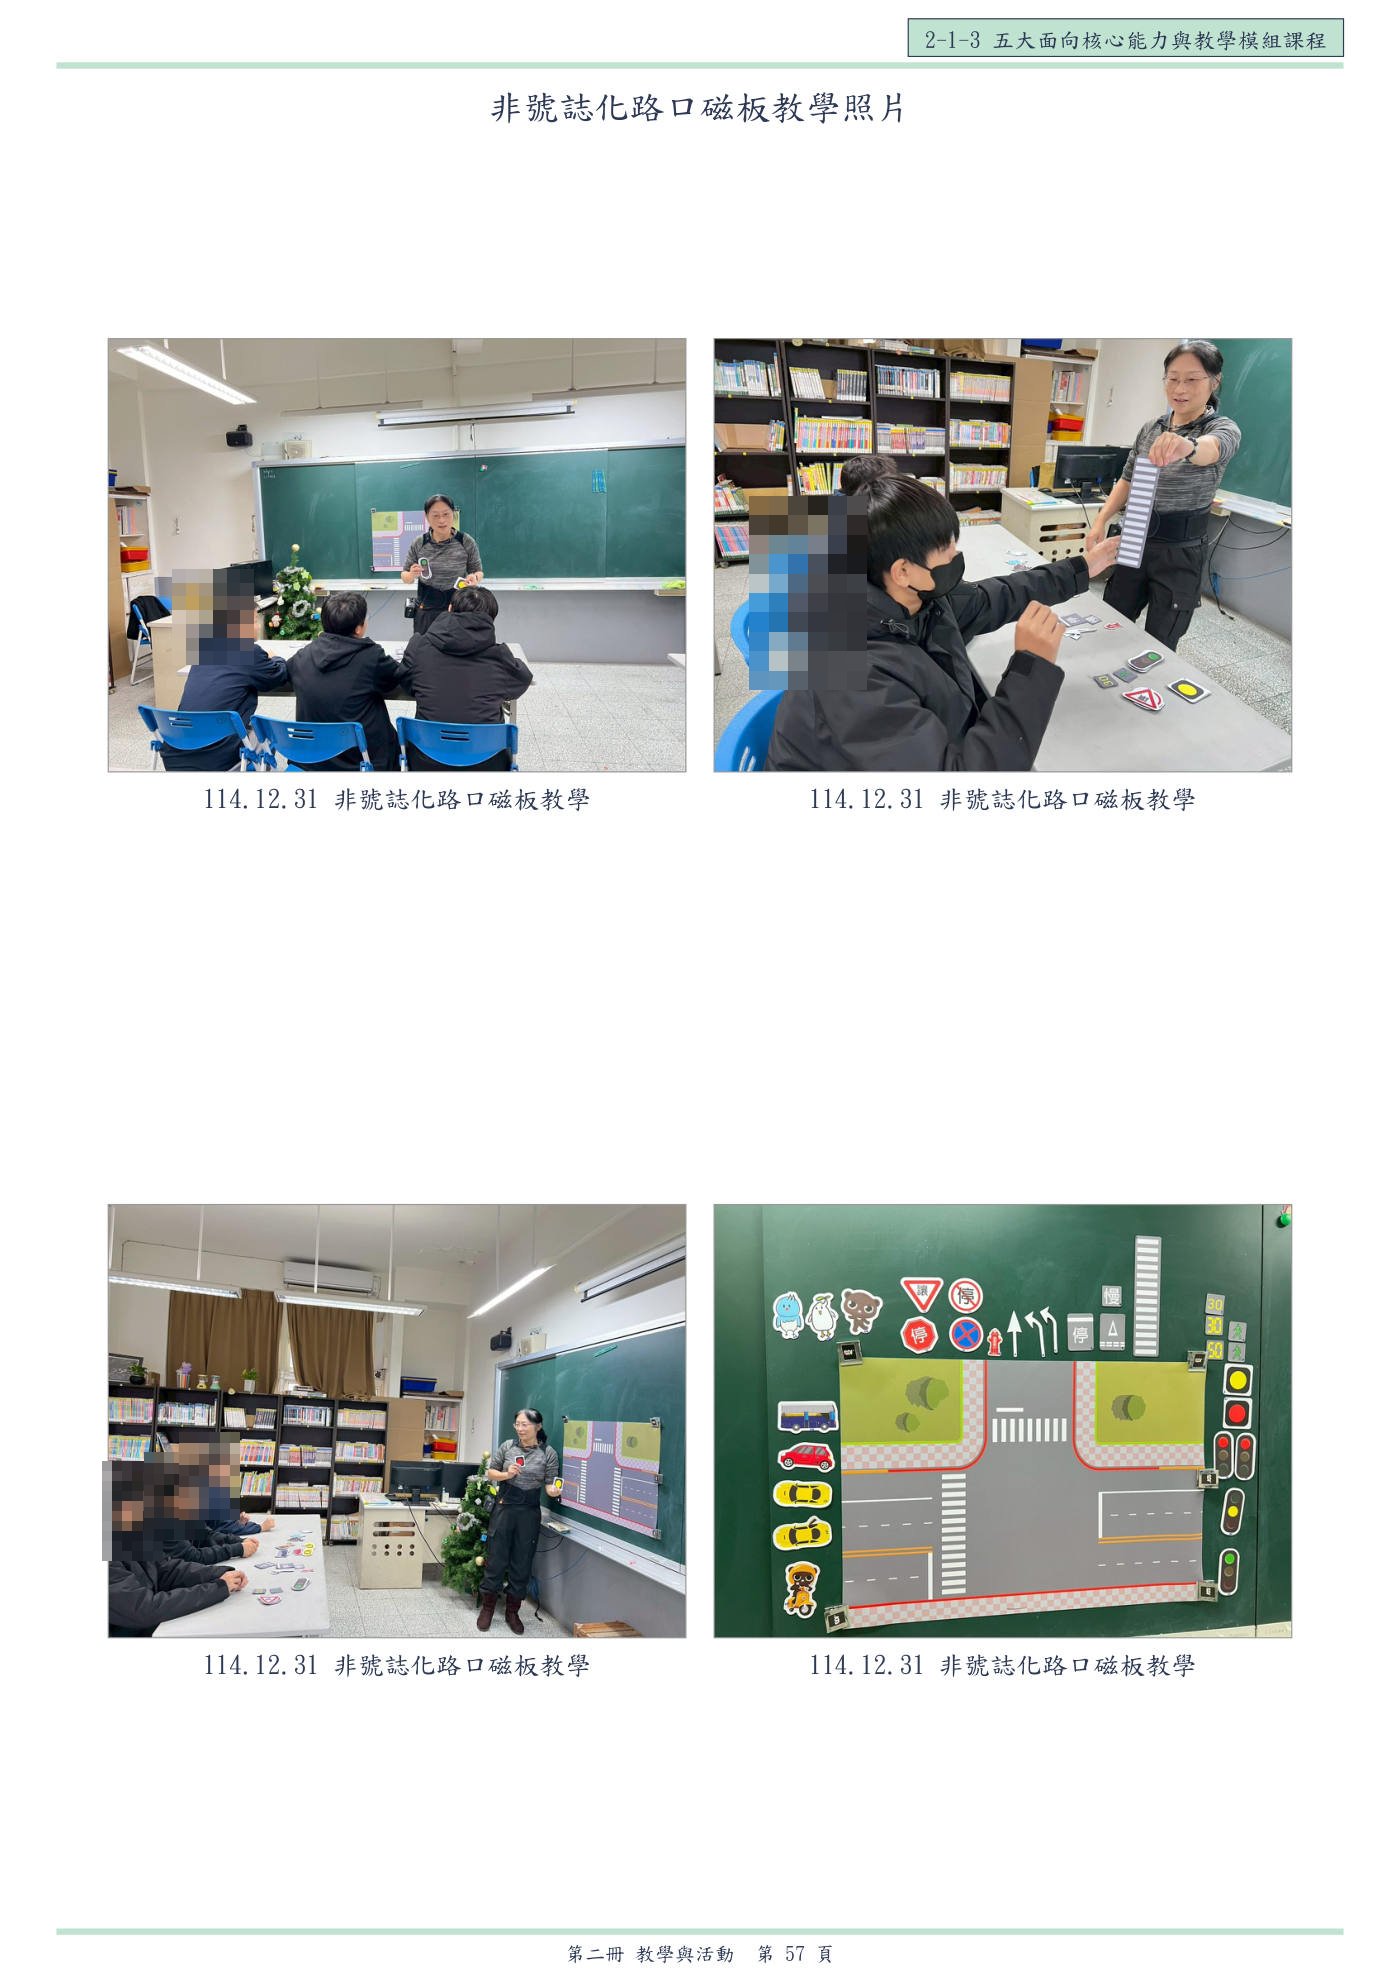 2-1-3 五大面向核心能力與教學模組課程
非號誌化路口磁板教學照片
114.12.31 非號誌化路口磁板教學
114.12.31 非號誌化路口磁板教學
讓
停
停
慢
停
30
30
50
114.12.31 非號誌化路口磁板教學
114.12.31 非號誌化路口磁板教學
第二冊 教學與活動 第 57 頁